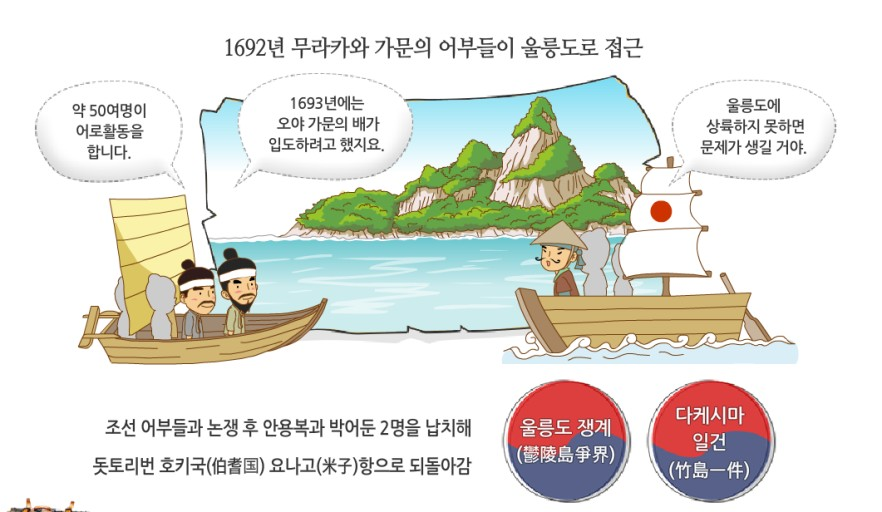 1692년 무라카와 가문의 어부들이 울릉도로 접근
약 50여명이
어로활동을
합니다.
1693년에는
오야 가문의 배가
입도하려고 했지요.
울릉도에
상륙하지 못하면
문제가 생길 거야.
조선 어부들과 논쟁 후 안용복과 박어둔 2명을 납치해
돗토리번 호키국(伯耆国) 요나고(米子)항으로 되돌아감
울릉도 쟁계
(鬱陵島爭界)
다케시마
일건
(竹島一件)